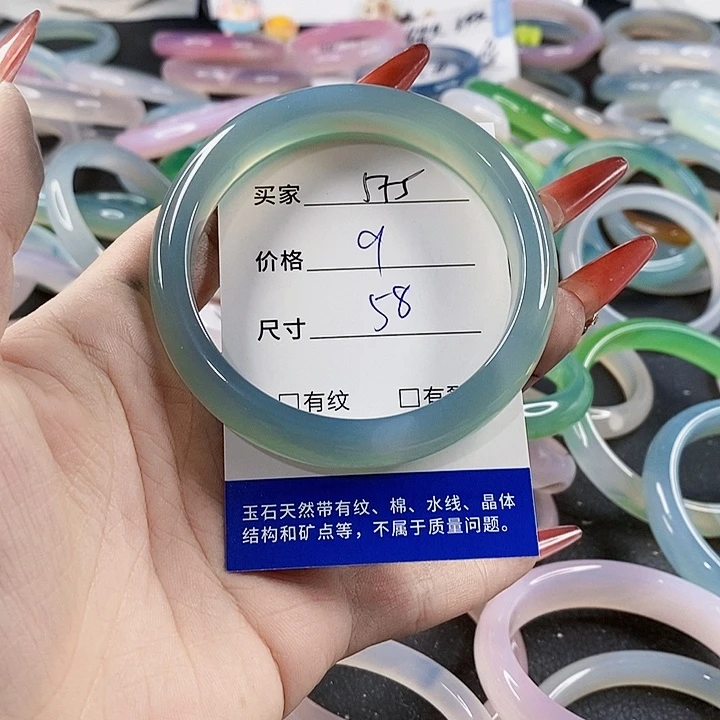 买家 575
价格 9
尺寸 58
□有纹 □有
玉石天然带有纹、棉、水线、晶体
结构和矿点等，不属于质量问题。